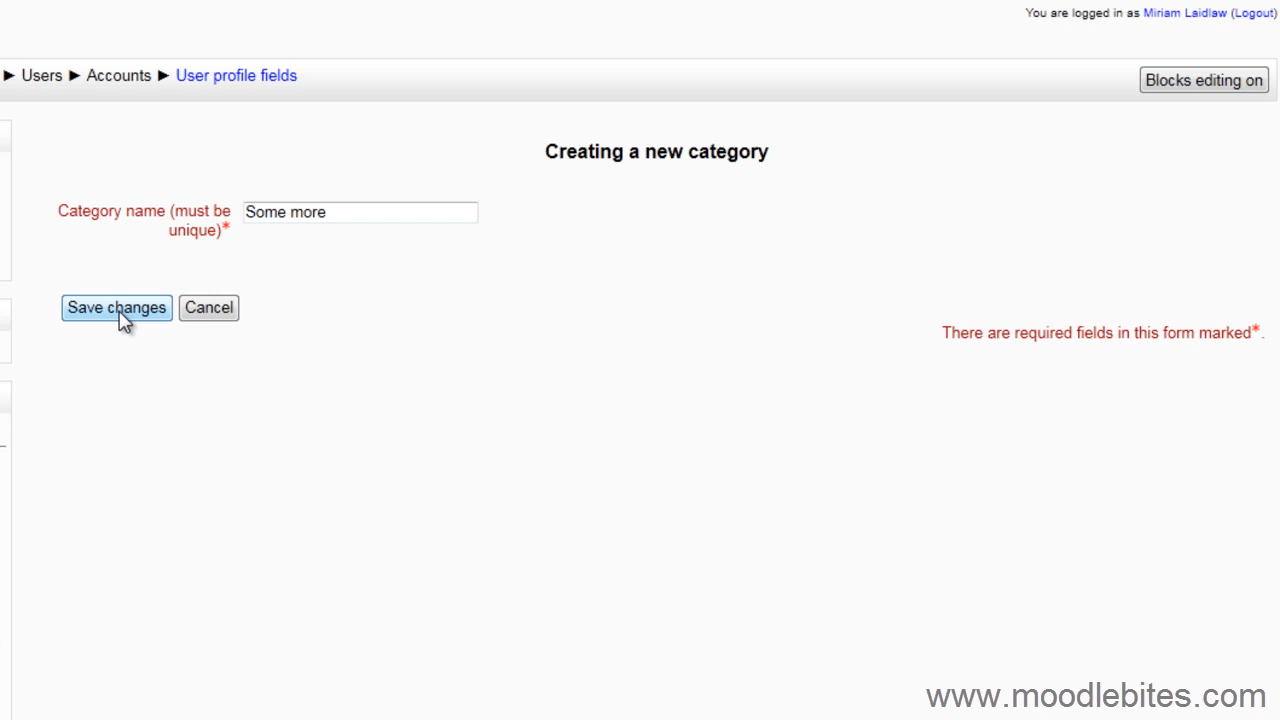 You are logged in as Miriam Laidlaw (Logout)
► Users ► Accounts ► User profile fields
Blocks editing on
Creating a new category
Category name (must be
unique)*
Some more
Save changes
Cancel
There are required fields in this form marked*.
www.moodlebites.com